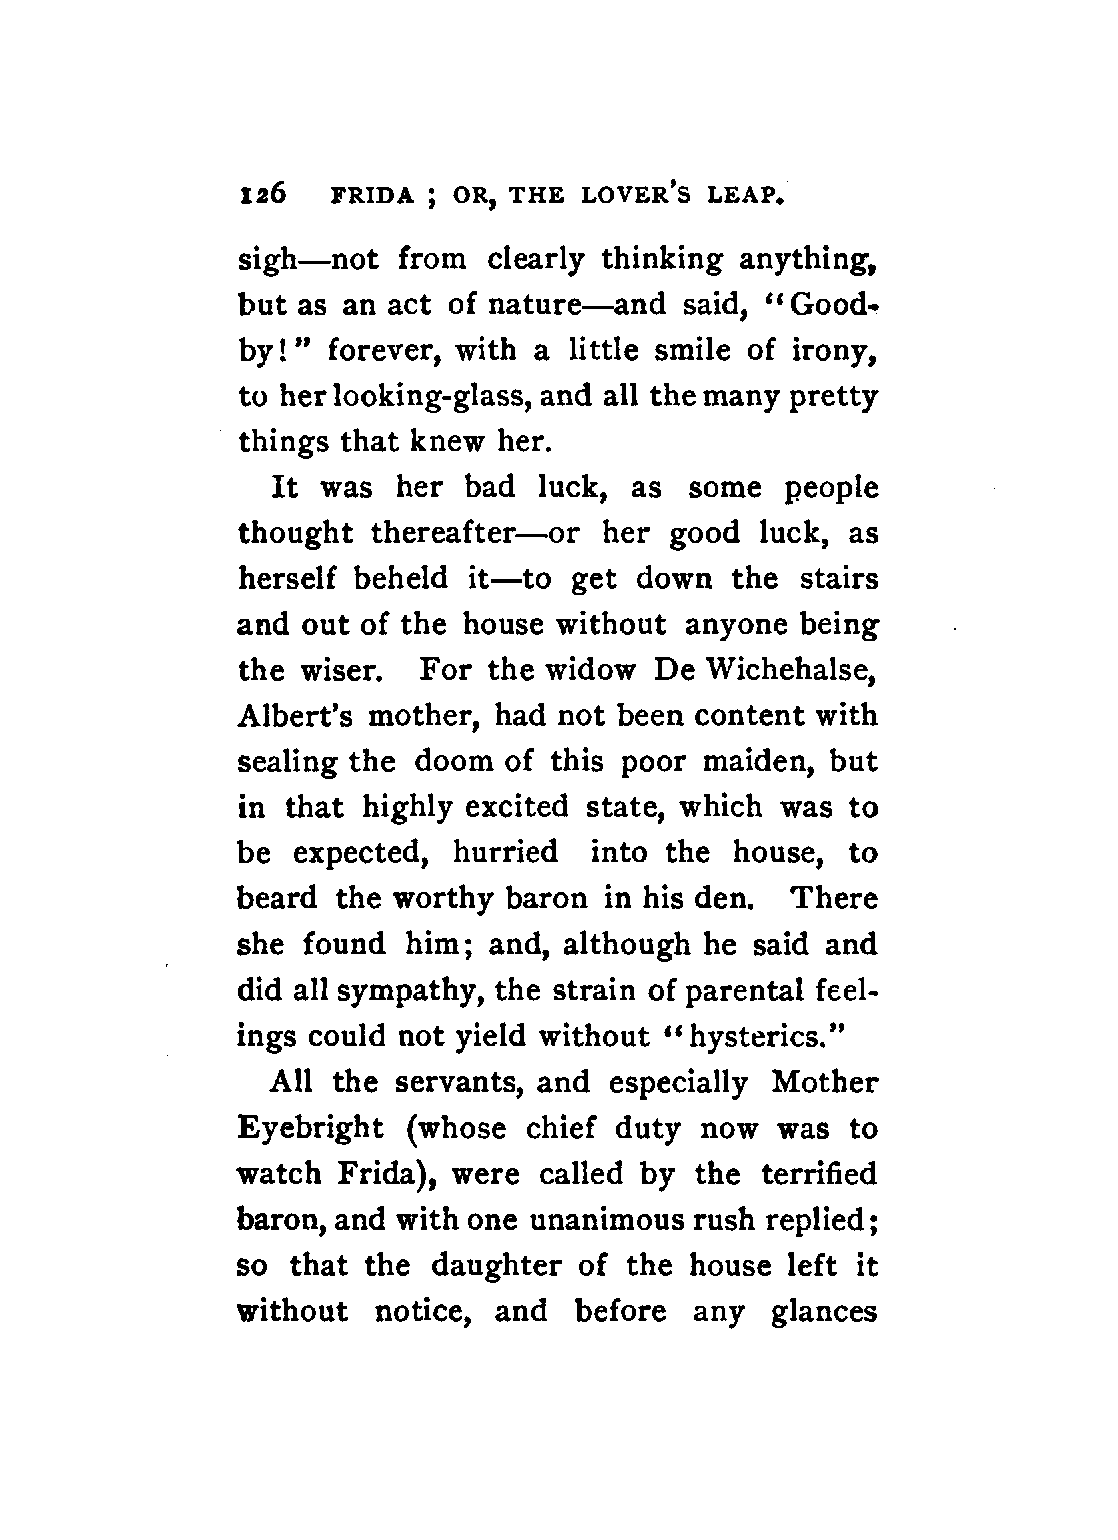 126 FRIDA ; OR, THE LOVER'S LEAP.
sigh—not from clearly thinking anything,
but as an act of nature—and said, "Good-
by!" forever, with a little smile of irony,
to her looking-glass, and all the many pretty
things that knew her.
It was her bad luck, as some people
thought thereafter—or her good luck, as
herself beheld it—to get down the stairs
and out of the house without anyone being
the wiser. For the widow De Wichehalse,
Albert's mother, had not been content with
sealing the doom of this poor maiden, but
in that highly excited state, which was to
be expected, hurried into the house, to
beard the worthy baron in his den. There
she found him; and, although he said and
did all sympathy, the strain of parental feel-
ings could not yield without "hysterics."
All the servants, and especially Mother
Eyebright (whose chief duty now was to
watch Frida), were called by the terrified
baron, and with one unanimous rush replied;
so that the daughter of the house left it
without notice, and before any glances